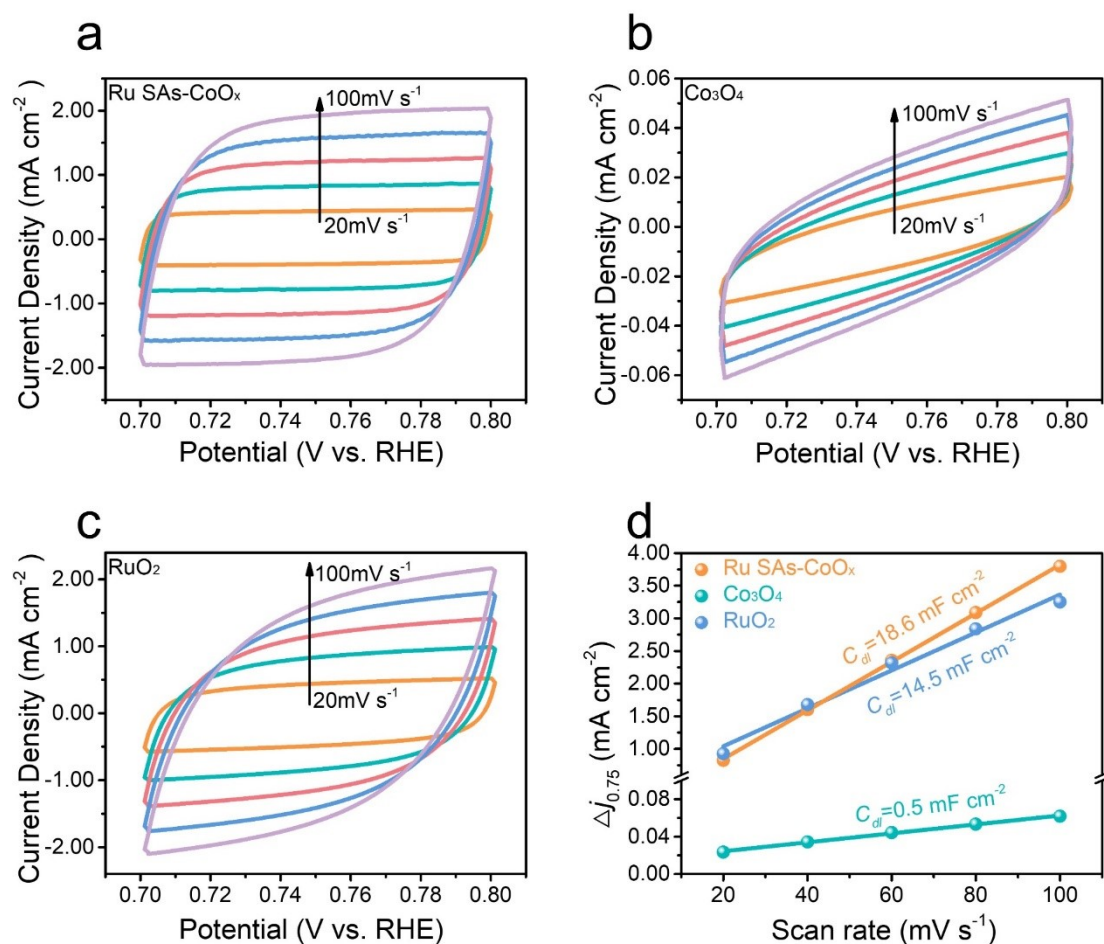 a
Ru SAs-CoOₓ
100mV s⁻¹
20mV s⁻¹
2.00
1.00
0.00
-1.00
-2.00
Current Density (mA cm⁻²)
0.70 0.72 0.74 0.76 0.78 0.80
Potential (V vs. RHE)
b
Co₃O₄
100mV s⁻¹
20mV s⁻¹
0.06
0.04
0.02
0.00
-0.02
-0.04
-0.06
Current Density (mA cm⁻²)
0.70 0.72 0.74 0.76 0.78 0.80
Potential (V vs. RHE)
c
RuO₂
100mV s⁻¹
20mV s⁻¹
2.00
1.00
0.00
-1.00
-2.00
Current Density (mA cm⁻²)
0.70 0.72 0.74 0.76 0.78 0.80
Potential (V vs. RHE)
d
Ru SAs-CoOₓ
Co₃O₄
RuO₂
C_dl=18.6 mF cm⁻²
C_dl=14.5 mF cm⁻²
C_dl=0.5 mF cm⁻²
4.00
3.50
3.00
2.50
2.00
1.50
1.00
0.08
0.04
0.00
△j₀.₇₅ (mA cm⁻²)
20 40 60 80 100
Scan rate (mV s⁻¹)